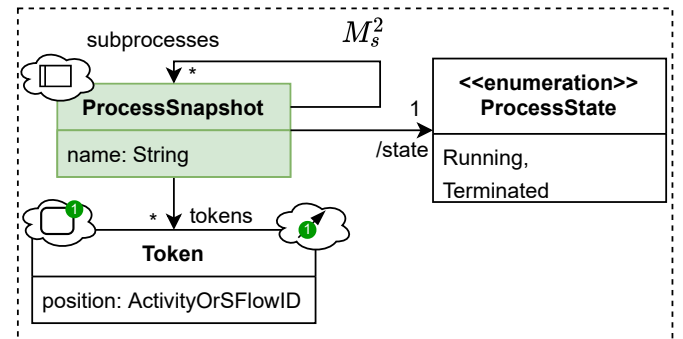 subprocesses
M_s^2
*
<<enumeration>>
ProcessState
ProcessSnapshot
1
/state
name: String
Running,
Terminated
1
* tokens
1
Token
position: ActivityOrSFlowID